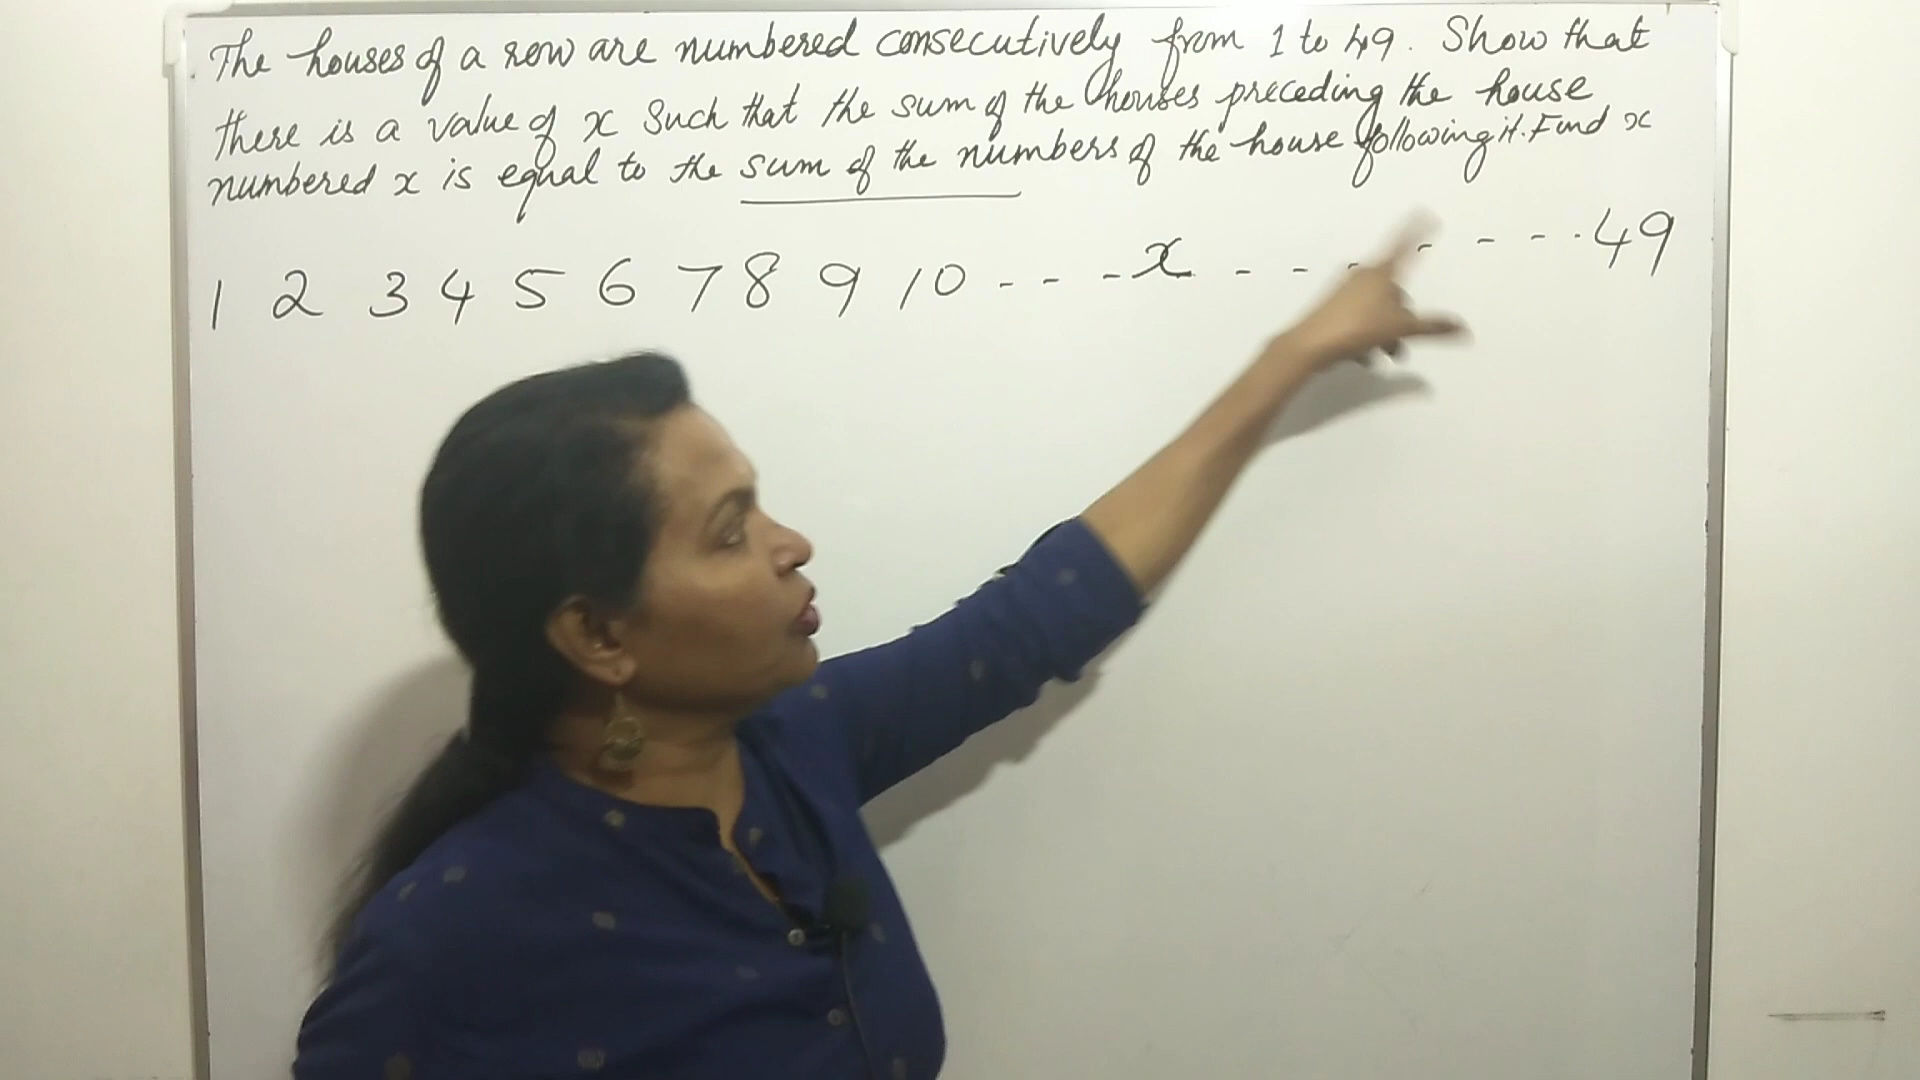 The houses of a row are numbered consecutively from 1 to 49. Show that
there is a value of x Such that the sum of the houses preceding the house
numbered x is equal to the sum of the numbers of the house following it. Find x
1 2 3 4 5 6 7 8 9 10 - - - x - - - - - - · 49